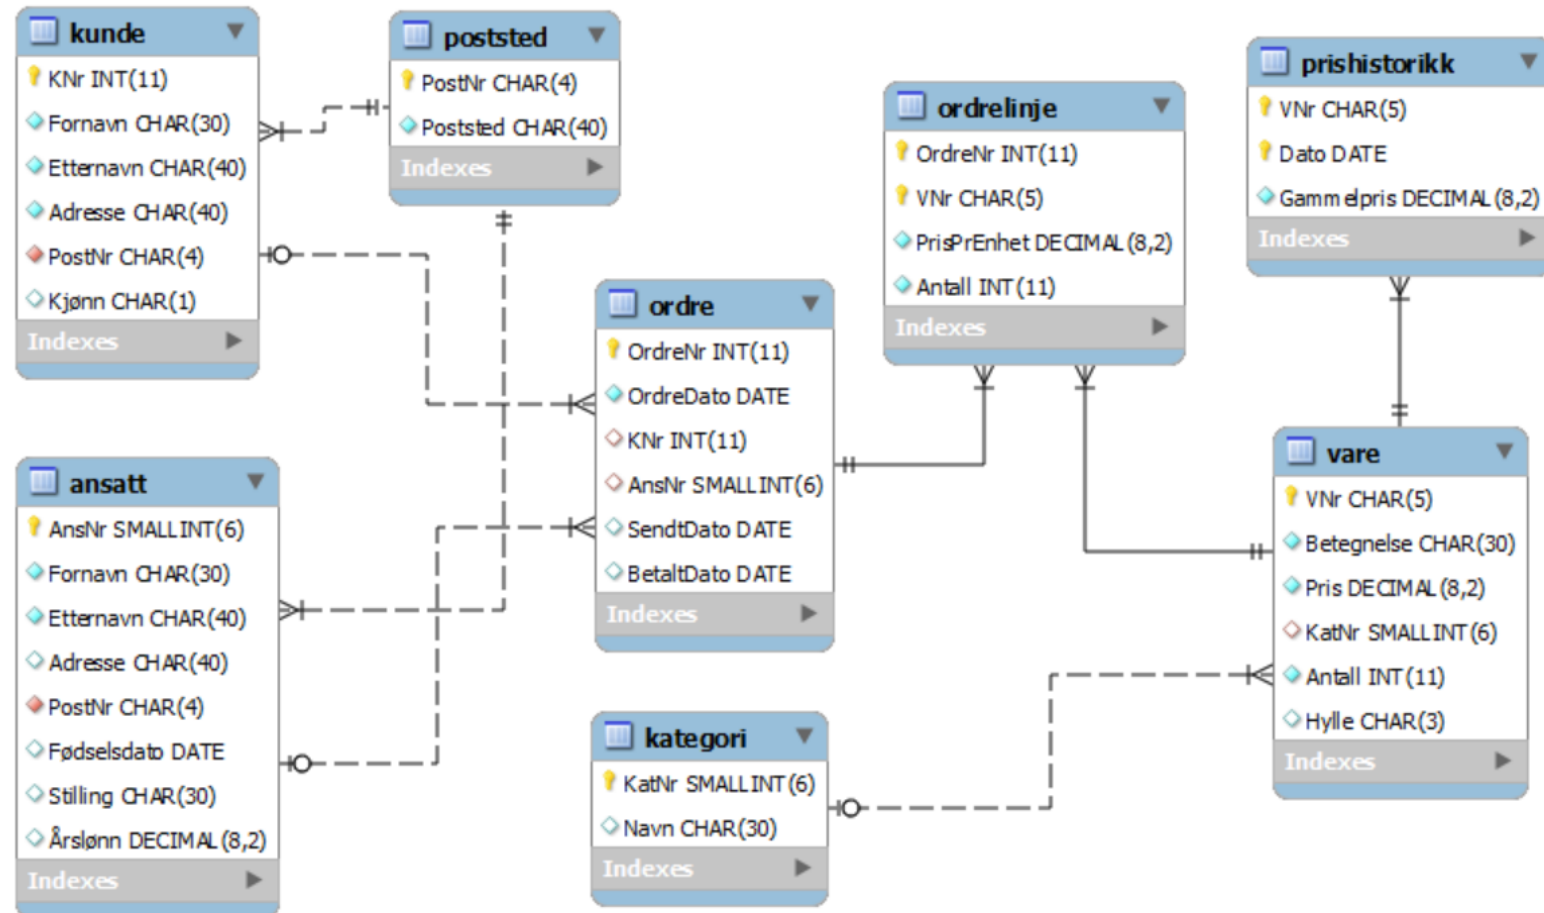 kunde
KNr INT(11)
Fornavn CHAR(30)
Etternavn CHAR(40)
Adresse CHAR(40)
PostNr CHAR(4)
Kjønn CHAR(1)
Indexes
poststed
PostNr CHAR(4)
Poststed CHAR(40)
Indexes
ordrelinje
OrdreNr INT(11)
VNr CHAR(5)
PrisPrEnhet DECIMAL(8,2)
Antall INT(11)
Indexes
prishistorikk
VNr CHAR(5)
Dato DATE
Gammelpris DECIMAL(8,2)
Indexes
ordre
OrdreNr INT(11)
OrdreDato DATE
KNr INT(11)
AnsNr SMALLINT(6)
SendtDato DATE
BetaltDato DATE
Indexes
ansatt
AnsNr SMALLINT(6)
Fornavn CHAR(30)
Etternavn CHAR(40)
Adresse CHAR(40)
PostNr CHAR(4)
Fødselsdato DATE
Stilling CHAR(30)
Årslønn DECIMAL(8,2)
Indexes
kategori
KatNr SMALLINT(6)
Navn CHAR(30)
Indexes
vare
VNr CHAR(5)
Betegnelse CHAR(30)
Pris DECIMAL(8,2)
KatNr SMALLINT(6)
Antall INT(11)
Hylle CHAR(3)
Indexes